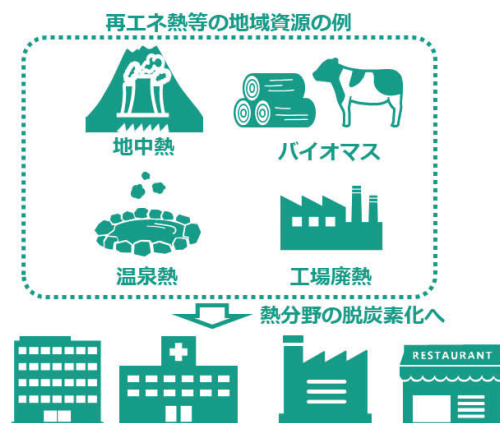 再エネ熱等の地域資源の例
地中熱
バイオマス
温泉熱
工場廃熱
熱分野の脱炭素化へ
RESTAURANT